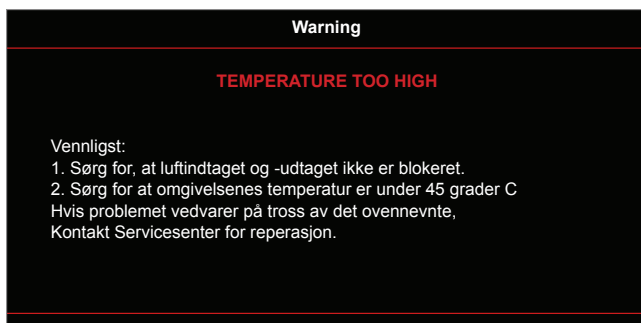 Warning
TEMPERATURE TOO HIGH
Vennligst:
1. Sørg for, at luftindtaget og -udtaget ikke er blokeret.
2. Sørg for at omgivelsenes temperatur er under 45 grader C
Hvis problemet vedvarer på tross av det ovennevnte,
Kontakt Servicesenter for reperasjon.